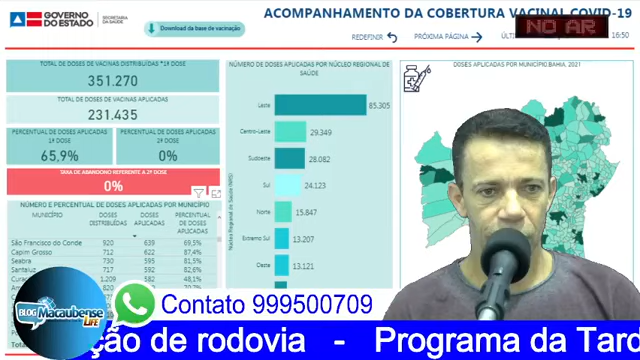 GOVERNO DO ESTADO
SECRETARIA DA SAÚDE
Download da base de vacinação
ACOMPANHAMENTO DA COBERTURA VACINAL COVID-19
REDEFINIR
PRÓXIMA PÁGINA
NO AR
16:50
TOTAL DE DOSES DE VACINAS DISTRIBUÍDAS *1ª DOSE
351.270
TOTAL DE DOSES DE VACINAS APLICADAS
231.435
PERCENTUAL DE DOSES APLICADAS 1ª DOSE
65,9%
PERCENTUAL DE DOSES APLICADAS 2ª DOSE
0%
TAXA DE ABANDONO REFERENTE A 2ª DOSE
0%
NÚMERO E PERCENTUAL DE DOSES APLICADAS POR MUNICÍPIO
MUNICÍPIO DOSES DISTRIBUÍD. DOSES APLICADAS PERCENTUAL DE DOSES APLICADAS
São Francisco do Conde 920 639 69,5%
Capim Grosso 712 622 87,4%
Seabra 730 595 81,5%
Santaluz 717 592 82,6%
1.209 582 48,1%
NÚMERO DE DOSES APLICADAS POR NÚCLEO REGIONAL DE SAÚDE
Núcleo Regional de Saúde (NRS)
Leste 85.305
Centro-Leste 29.349
Sudoeste 28.082
Sul 24.123
Norte 15.847
Extremo Sul 13.207
Oeste 13.121
DOSES APLICADAS POR MUNICÍPIO, BAHIA, 2021
BLOG Macaubense LIFE
Contato 999500709
ção de rodovia - Programa da Tard